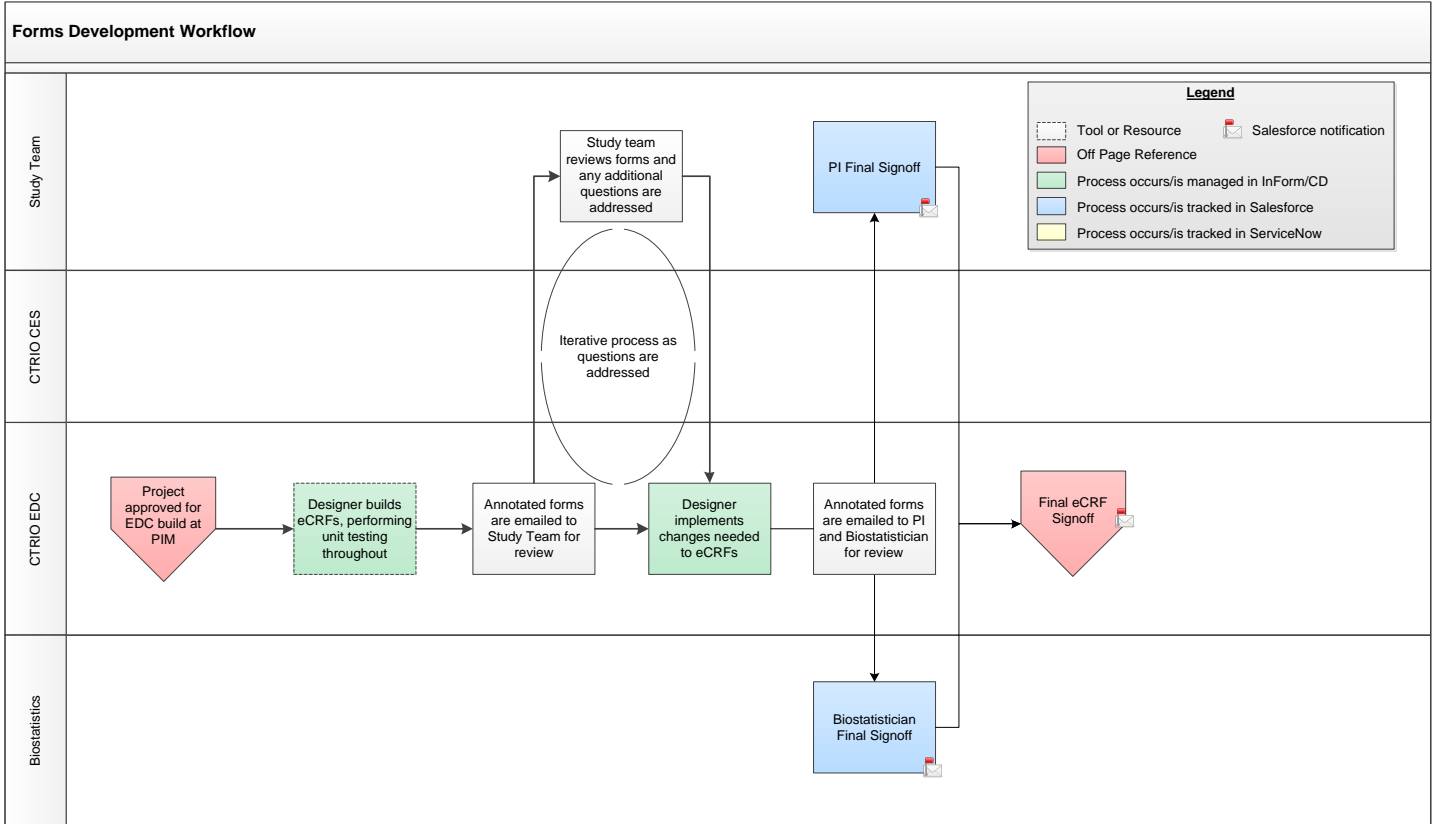 Forms Development Workflow
Legend
Tool or Resource
Salesforce notification
Off Page Reference
Process occurs/is managed in InForm/CD
Process occurs/is tracked in Salesforce
Process occurs/is tracked in ServiceNow
Study Team
Study team
reviews forms and
any additional
questions are
addressed
PI Final Signoff
CTRIO CES
Iterative process as
questions are
addressed
CTRIO EDC
Project
approved for
EDC build at
PIM
Designer builds
eCRFs, performing
unit testing
throughout
Annotated forms
are emailed to
Study Team for
review
Designer
implements
changes needed
to eCRFs
Annotated forms
are emailed to PI
and Biostatistician
for review
Final eCRF
Signoff
Biostatistics
Biostatistician
Final Signoff